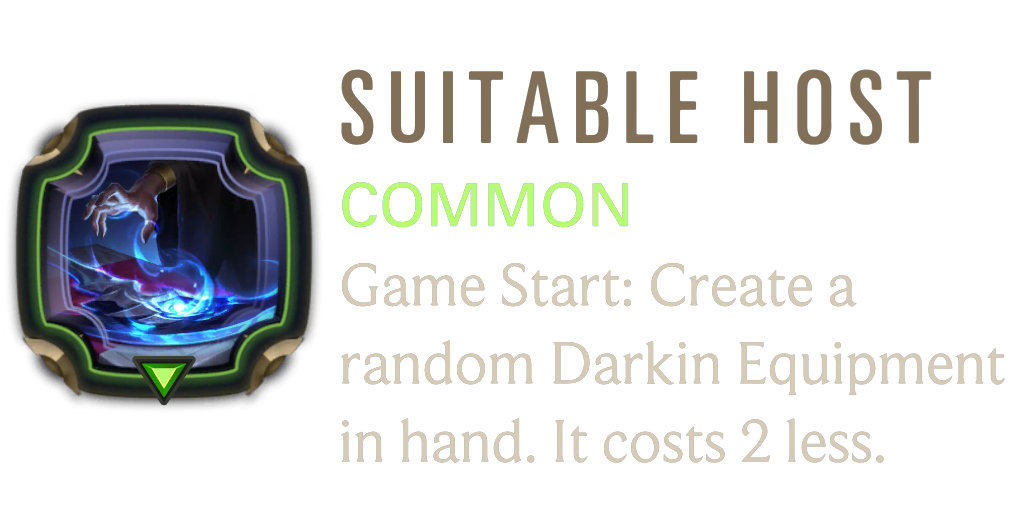 SUITABLE HOST
COMMON
Game Start: Create a
random Darkin Equipment
in hand. It costs 2 less.